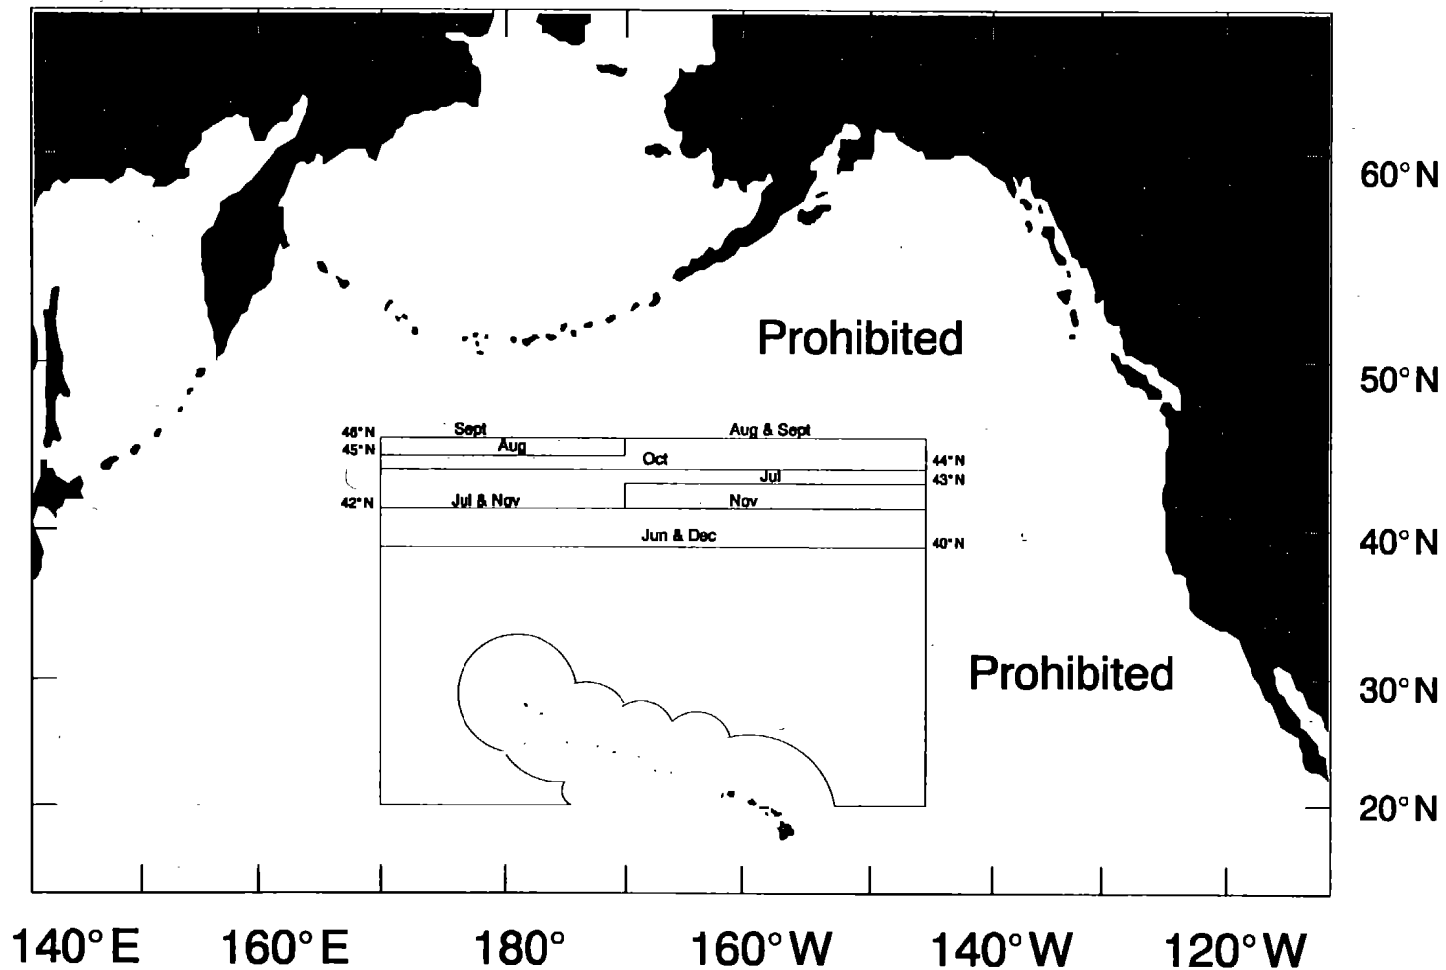 60°N
Prohibited
50°N
46°N Sept Aug & Sept
45°N Aug
Oct 44°N
Jul 43°N
42°N Jul & Nov Nov
Jun & Dec 40°N
40°N
Prohibited
30°N
20°N
140°E 160°E 180° 160°W 140°W 120°W